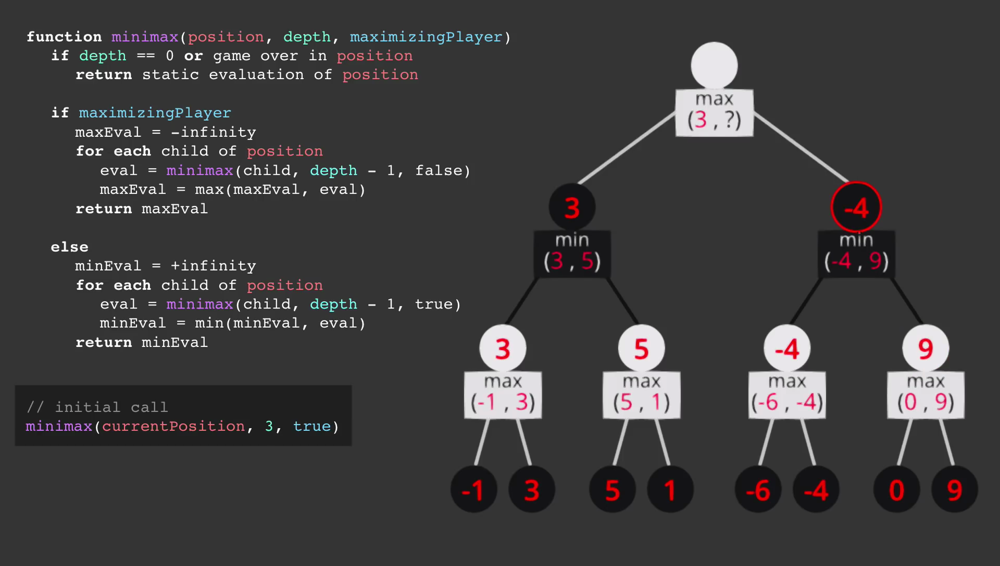 function minimax(position, depth, maximizingPlayer)
if depth == 0 or game over in position
return static evaluation of position
if maximizingPlayer
maxEval = -infinity
for each child of position
eval = minimax(child, depth - 1, false)
maxEval = max(maxEval, eval)
return maxEval
else
minEval = +infinity
for each child of position
eval = minimax(child, depth - 1, true)
minEval = min(minEval, eval)
return minEval
// initial call
minimax(currentPosition, 3, true)
max
(3 , ?)
3 -4
min min
(3 , 5) (-4 , 9)
3 5 -4 9
max max max max
(-1 , 3) (5 , 1) (-6 , -4) (0 , 9)
-1 3 5 1 -6 -4 0 9